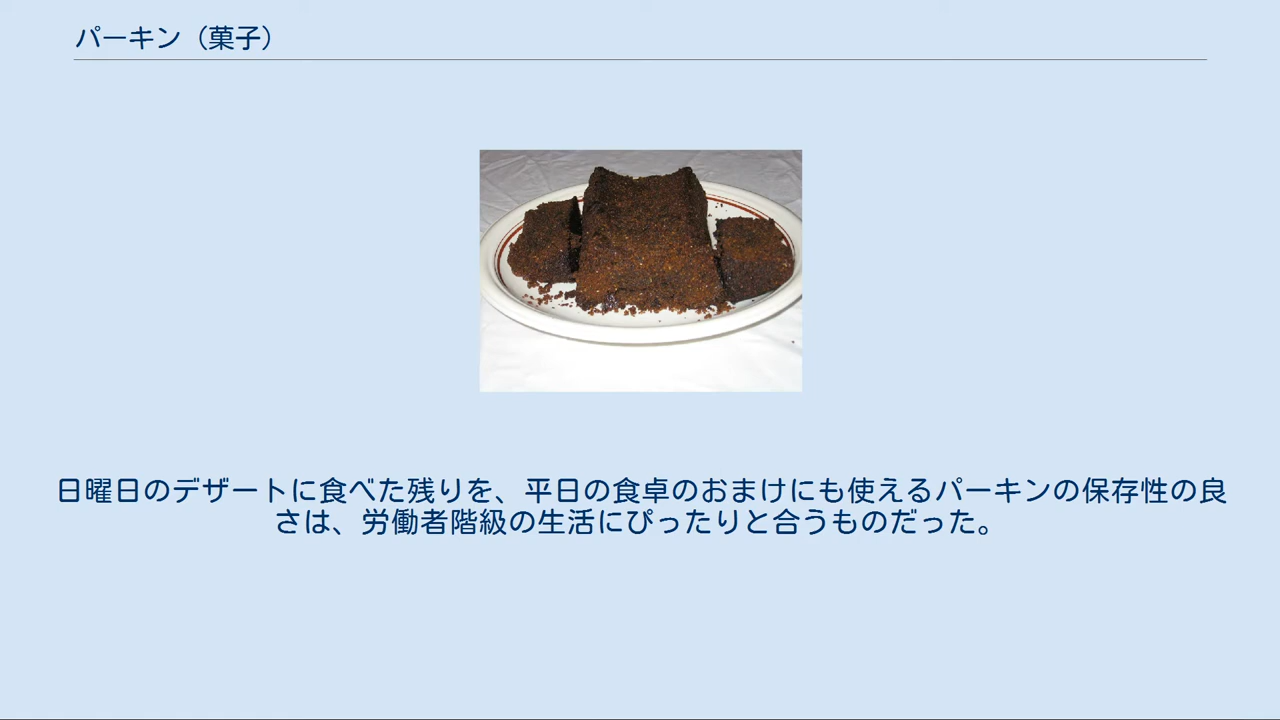 パーキン（菓子）
日曜日のデザートに食べた残りを、平日の食卓のおまけにも使えるパーキンの保存性の良
さは、労働者階級の生活にぴったりと合うものだった。